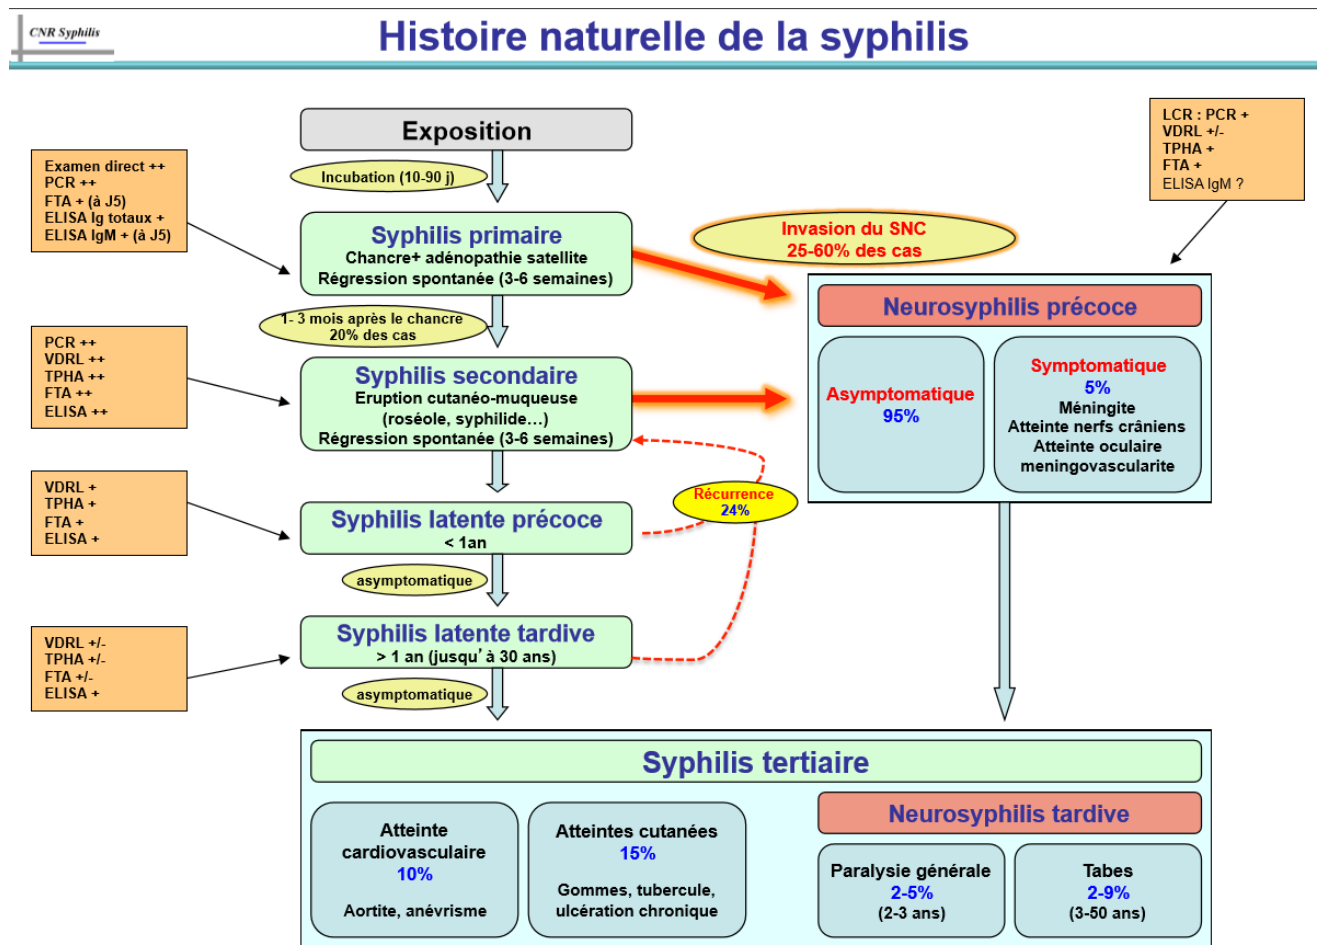 CNR Syphilis
Histoire naturelle de la syphilis
Exposition
Incubation (10-90 j)
Examen direct ++
PCR ++
FTA + (à J5)
ELISA Ig totaux +
ELISA IgM + (à J5)
LCR : PCR +
VDRL +/-
TPHA +
FTA +
ELISA IgM ?
Syphilis primaire
Chancre+ adénopathie satellite
Régression spontanée (3-6 semaines)
Invasion du SNC
25-60% des cas
1- 3 mois après le chancre
20% des cas
PCR ++
VDRL ++
TPHA ++
FTA ++
ELISA ++
Syphilis secondaire
Eruption cutanéo-muqueuse
(roséole, syphilide…)
Régression spontanée (3-6 semaines)
Neurosyphilis précoce
Asymptomatique
95%
Symptomatique
5%
Méningite
Atteinte nerfs crâniens
Atteinte oculaire
meningovascularite
VDRL +
TPHA +
FTA +
ELISA +
Syphilis latente précoce
< 1an
Récurrence
24%
asymptomatique
VDRL +/-
TPHA +/-
FTA +/-
ELISA +
Syphilis latente tardive
> 1 an (jusqu’ à 30 ans)
asymptomatique
Syphilis tertiaire
Atteinte
cardiovasculaire
10%
Aortite, anévrisme
Atteintes cutanées
15%
Gommes, tubercule,
ulcération chronique
Neurosyphilis tardive
Paralysie générale
2-5%
(2-3 ans)
Tabes
2-9%
(3-50 ans)